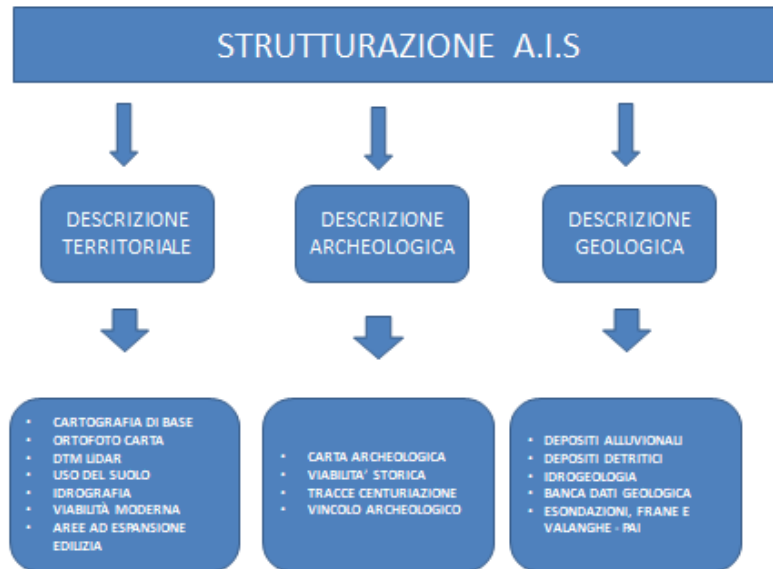 STRUTTURAZIONE A.I.S
DESCRIZIONE
TERRITORIALE
DESCRIZIONE
ARCHEOLOGICA
DESCRIZIONE
GEOLOGICA
• CARTOGRAFIA DI BASE
• ORTOFOTO CARTA
• DTM LIDAR
• USO DEL SUOLO
• IDROGRAFIA
• VIABILITÀ MODERNA
• AREE AD ESPANSIONE
EDILIZIA
• CARTA ARCHEOLOGICA
• VIABILITA' STORICA
• TRACCE CENTURIAZIONE
• VINCOLO ARCHEOLOGICO
• DEPOSITI ALLUVIONALI
• DEPOSITI DETRITICI
• IDROGEOLOGIA
• BANCA DATI GEOLOGICA
• ESONDAZIONI, FRANE E
VALANGHE - PAI